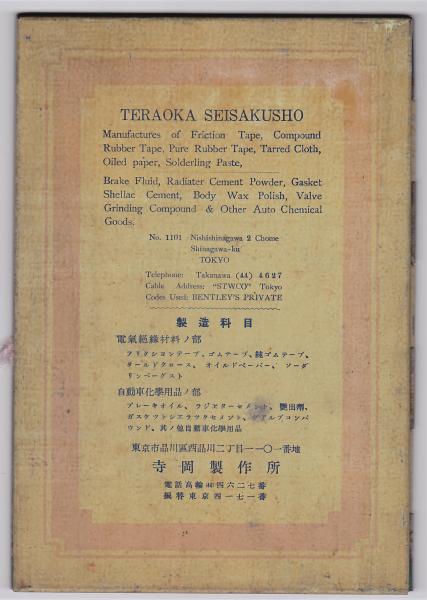 TERAOKA SEISAKUSHO
Manufactures of Friction Tape, Compound
Rubber Tape, Pure Rubber Tape, Tarred Cloth,
Oiled paper, Solderling Paste,
Brake Fluid, Radiater Cement Powder, Gasket
Shellac Cement, Body Wax Polish, Valve
Grinding Compound & Other Auto Chemical
Goods.
No. 1101 Nishishinagawa 2 Chome
Shinagawa-ku
TOKYO
Telephone: Takanawa (44) 4627
Cable Address: "STWCO" Tokyo
Codes Used: BENTLEY'S PRIVATE
製造科目
電氣絕緣材料ノ部
フリクションテープ、ゴムテープ、純ゴムテープ、
タールドクロース、オイルドペーパー、ソーダ
リンペーグスト
自動車化學用品ノ部
ブレーキオイル、ラジエターセメント、艶出劑、
ガスケツトシエラツクセメント、ヴアルブコンパ
ウンド、其ノ他自動車化學用品
東京市品川區西品川二丁目一一〇一番地
寺岡製作所
電話高輪㈹四六二七番
振替東京四一七一番